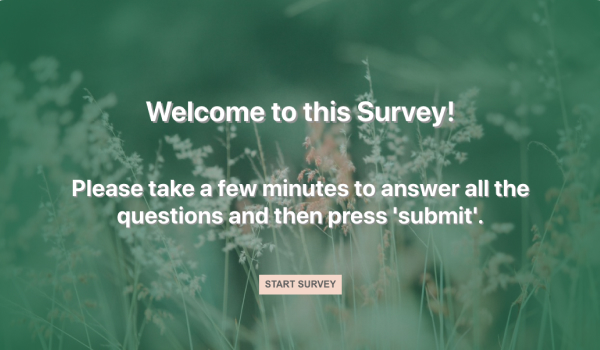 Welcome to this Survey!
Please take a few minutes to answer all the
questions and then press 'submit'.
START SURVEY